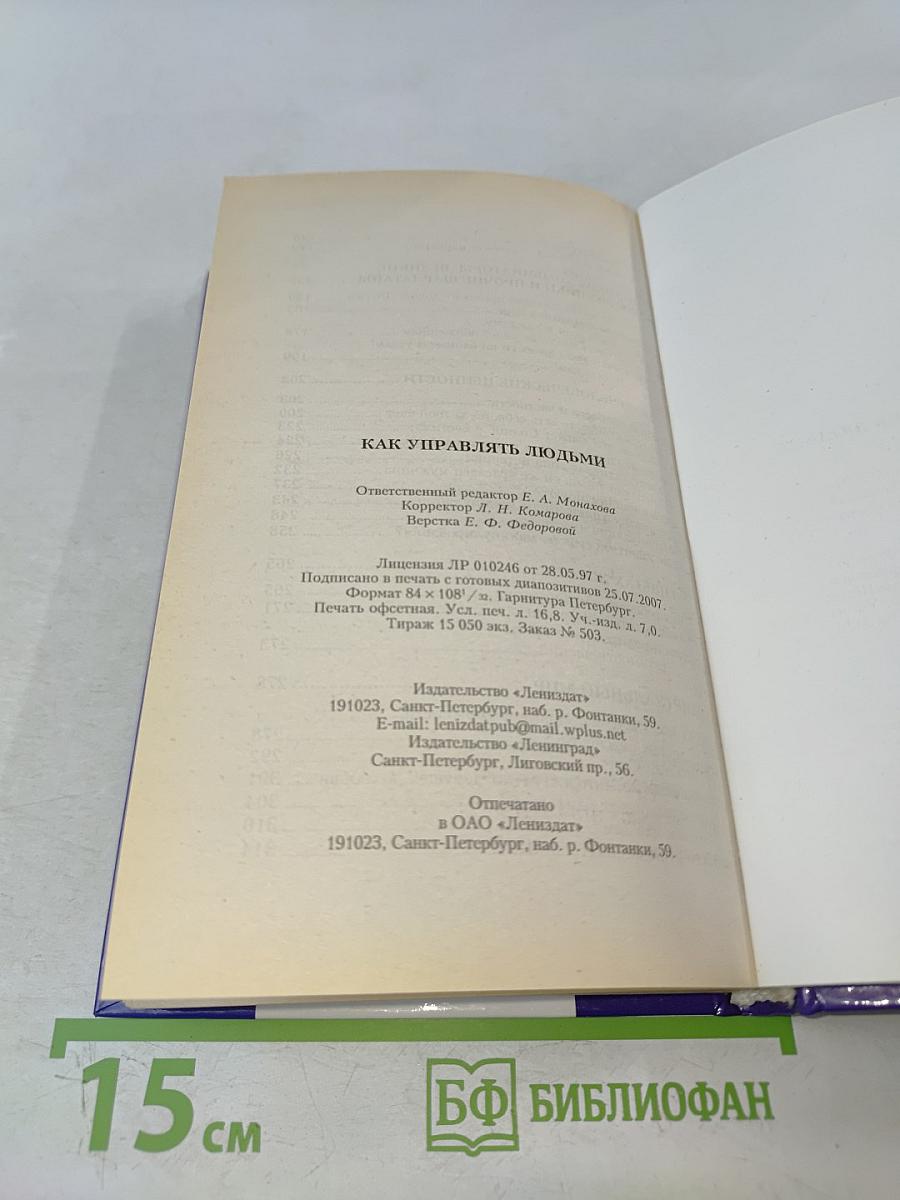 КАК УПРАВЛЯТЬ ЛЮДЬМИ
Ответственный редактор Е. А. Монахова
Корректор Л. Н. Комарова
Верстка Е. Ф. Федоровой
Лицензия ЛР 010246 от 28.05.97 г.
Подписано в печать с готовых диапозитивов 25.07.2007.
Формат 84 × 108¹/₃₂. Гарнитура Петербург.
Печать офсетная. Усл. печ. л. 16,8. Уч.-изд. л. 7,0.
Тираж 15 050 экз. Заказ № 503.
Издательство «Лениздат»
191023, Санкт-Петербург, наб. р. Фонтанки, 59.
E-mail: lenizdatpub@mail.wplus.net
Издательство «Ленинград»
Санкт-Петербург, Лиговский пр., 56.
Отпечатано
в ОАО «Лениздат»
191023, Санкт-Петербург, наб. р. Фонтанки, 59.
15 см
БФ БИБЛИОФАН